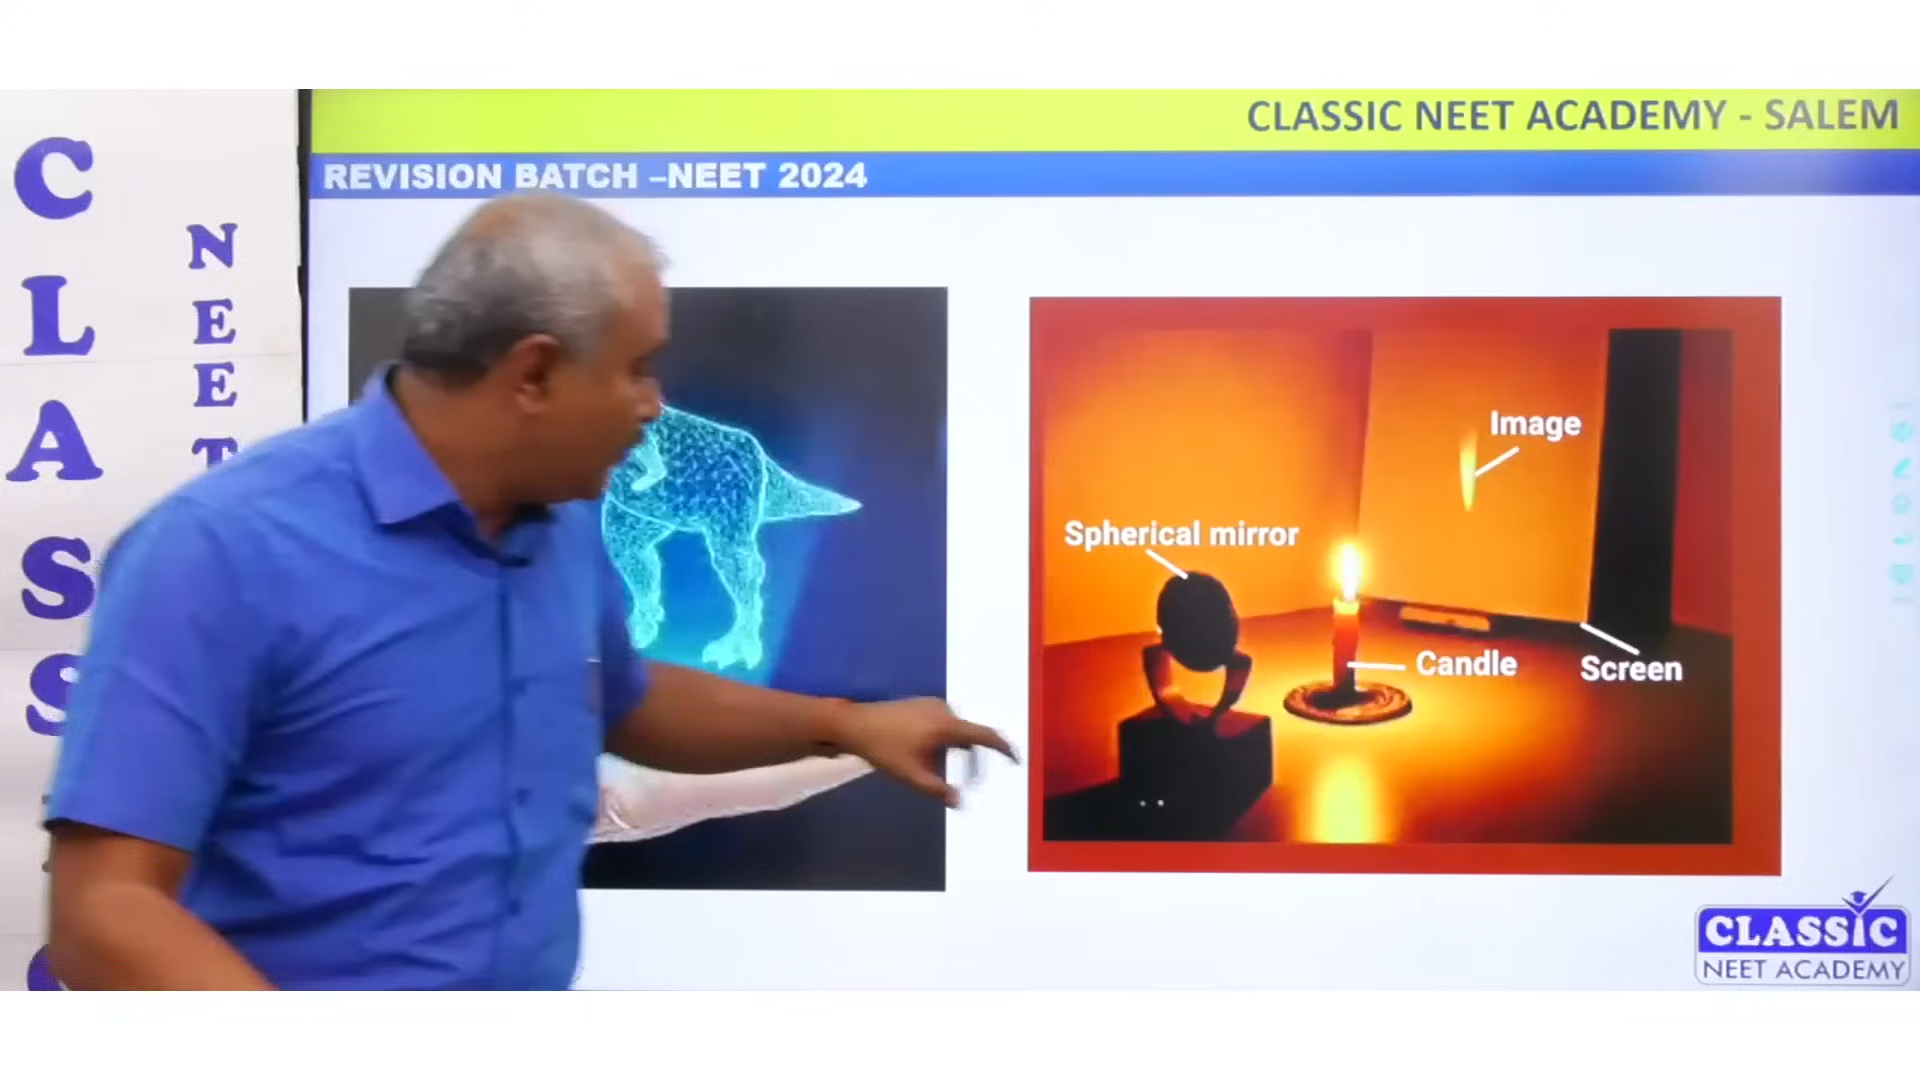 CLASSIC NEET ACADEMY - SALEM
REVISION BATCH –NEET 2024
C
L
A
S
S
N
E
E
T
Image
Spherical mirror
Candle
Screen
CLASSIC
NEET ACADEMY